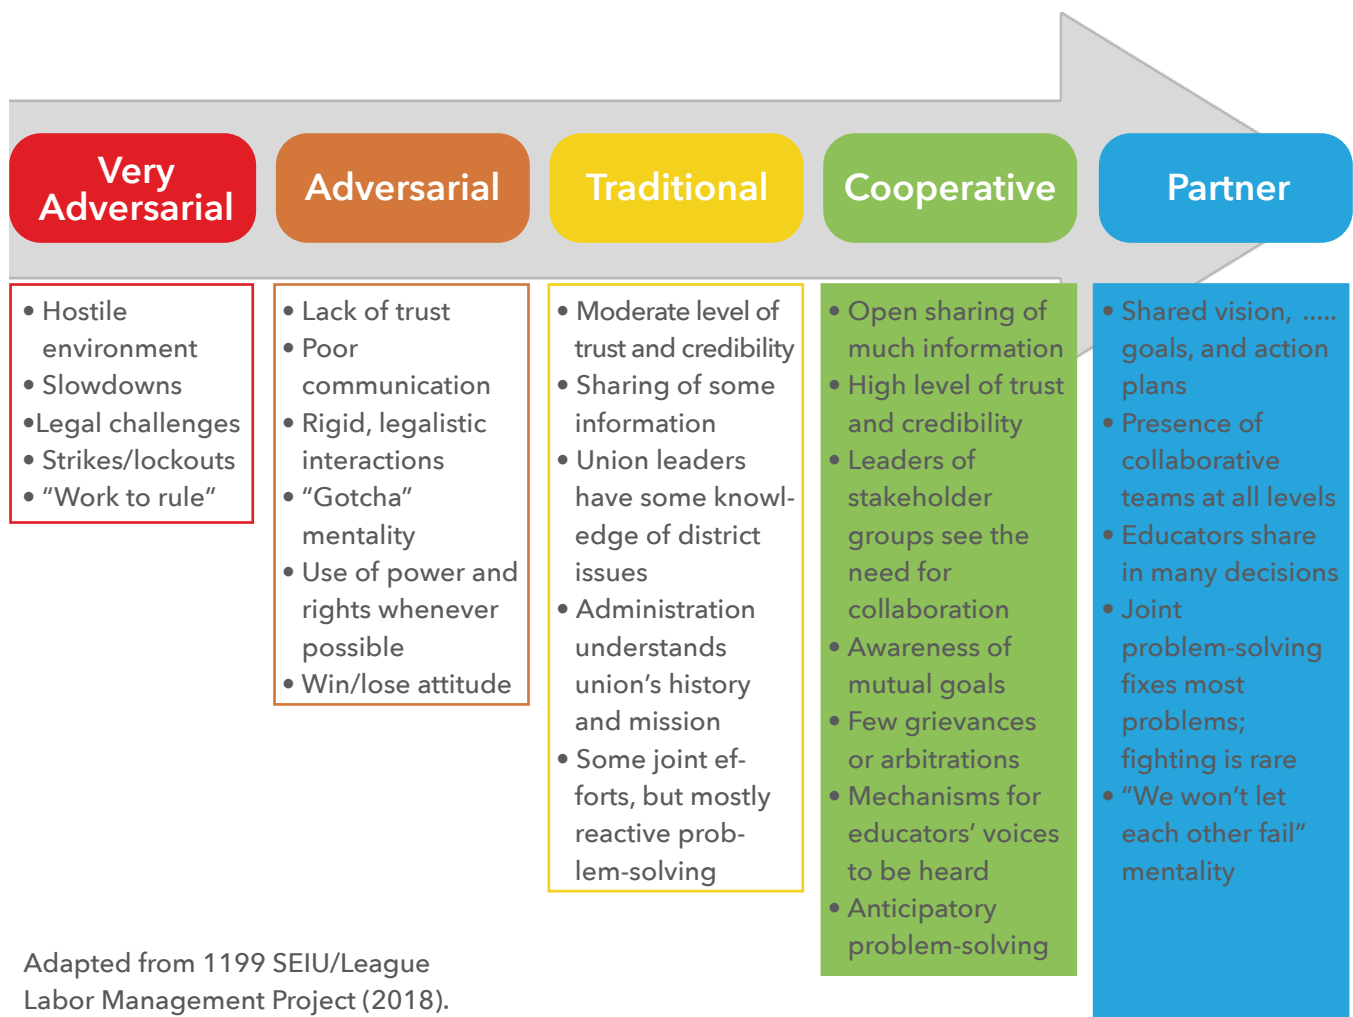 Very
Adversarial
Adversarial
Traditional
Cooperative
Partner
• Hostile
environment
• Slowdowns
•Legal challenges
• Strikes/lockouts
• “Work to rule”
• Lack of trust
• Poor
communication
• Rigid, legalistic
interactions
• “Gotcha”
mentality
• Use of power and
rights whenever
possible
• Win/lose attitude
• Moderate level of
trust and credibility
• Sharing of some
information
• Union leaders
have some knowl-
edge of district
issues
• Administration
understands
union’s history
and mission
• Some joint ef-
forts, but mostly
reactive prob-
lem-solving
• Open sharing of
much information
• High level of trust
and credibility
• Leaders of
stakeholder
groups see the
need for
collaboration
• Awareness of
mutual goals
• Few grievances
or arbitrations
• Mechanisms for
educators’ voices
to be heard
• Anticipatory
problem-solving
• Shared vision, .....
goals, and action
plans
• Presence of
collaborative
teams at all levels
• Educators share
in many decisions
• Joint
problem-solving
fixes most
problems;
fighting is rare
• “We won’t let
each other fail”
mentality
Adapted from 1199 SEIU/League
Labor Management Project (2018).